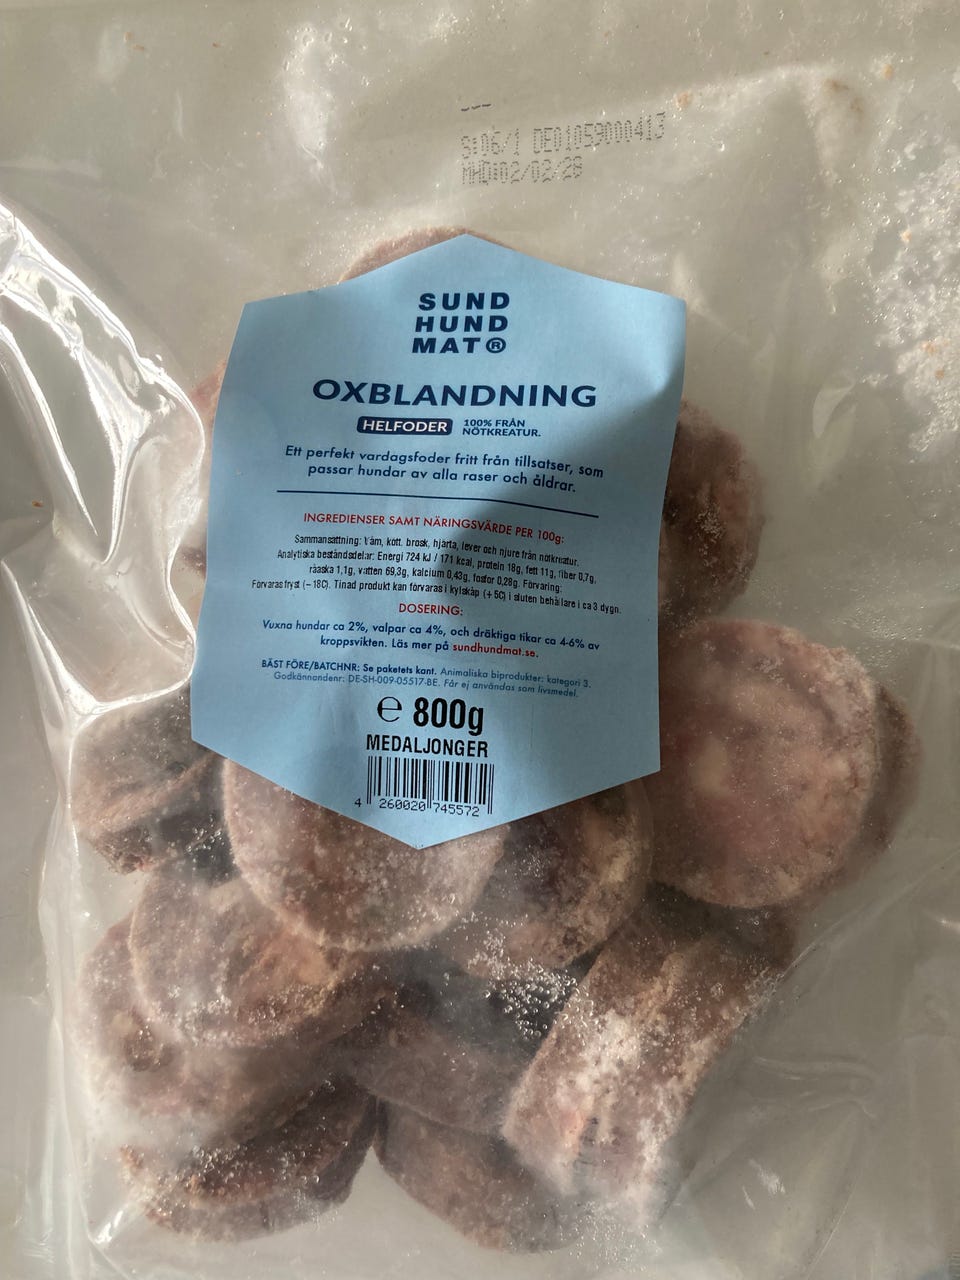 S:06/1 DE01059000413
MHD:02/02/28
SUND
HUND
MAT®
OXBLANDNING
HELFODER 100% FRÅN
NÖTKREATUR.
Ett perfekt vardagsfoder fritt från tillsatser, som
passar hundar av alla raser och åldrar.
INGREDIENSER SAMT NÄRINGSVÄRDE PER 100g:
Sammansättning: Våm, kött, brosk, hjärta, lever och njure från nötkreatur.
Analytiska beståndsdelar: Energi 724 kJ / 171 kcal, protein 18g, fett 11g, fiber 0,7g,
råaska 1,1g, vatten 69,3g, kalcium 0,43g, fosfor 0,28g. Förvaring:
Förvaras fryst (– 18C). Tinad produkt kan förvaras i kylskåp (+ 5C) i sluten behållare i ca 3 dygn.
DOSERING:
Vuxna hundar ca 2%, valpar ca 4%, och dräktiga tikar ca 4-6% av
kroppsvikten. Läs mer på sundhundmat.se.
BÄST FÖRE/BATCHNR: Se paketets kant. Animaliska biprodukter: kategori 3.
Godkännandenr: DE-SH-009-05517-BE. Får ej användas som livsmedel.
℮ 800g
MEDALJONGER
4 260020 745572